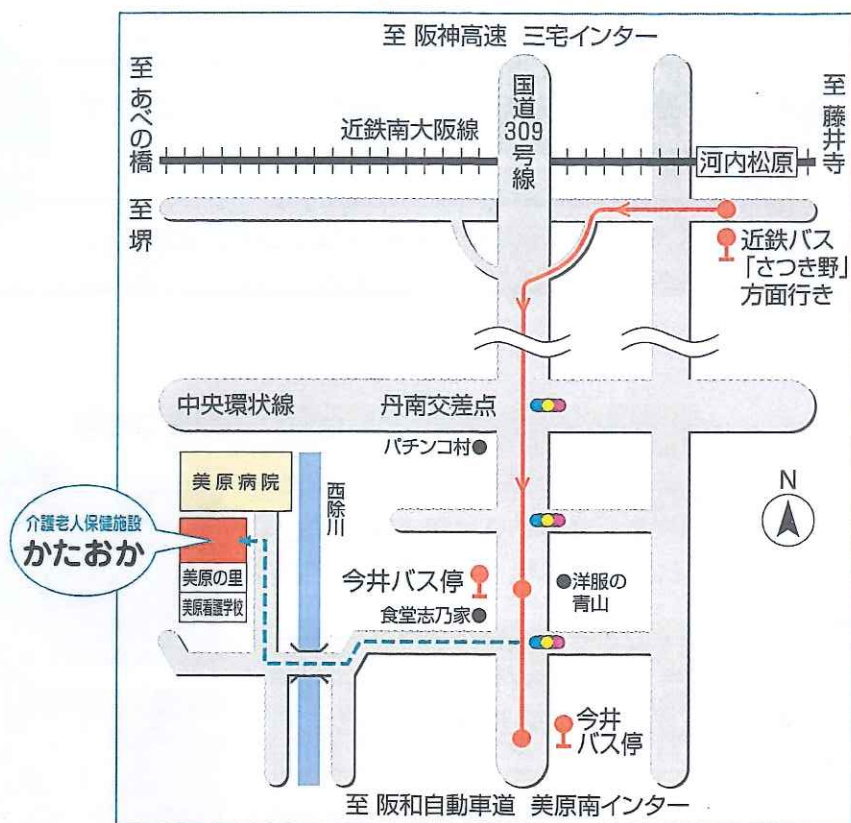 至 阪神高速 三宅インター
至 あべの橋
近鉄南大阪線
国道309号線
至 藤井寺
河内松原
至 堺
近鉄バス
「さつき野」
方面行き
中央環状線
丹南交差点
パチンコ村
美原病院
西除川
N
介護老人保健施設
かたおか
美原の里
美原看護学校
今井バス停
洋服の
青山
食堂志乃家
今井
バス停
至 阪和自動車道 美原南インター